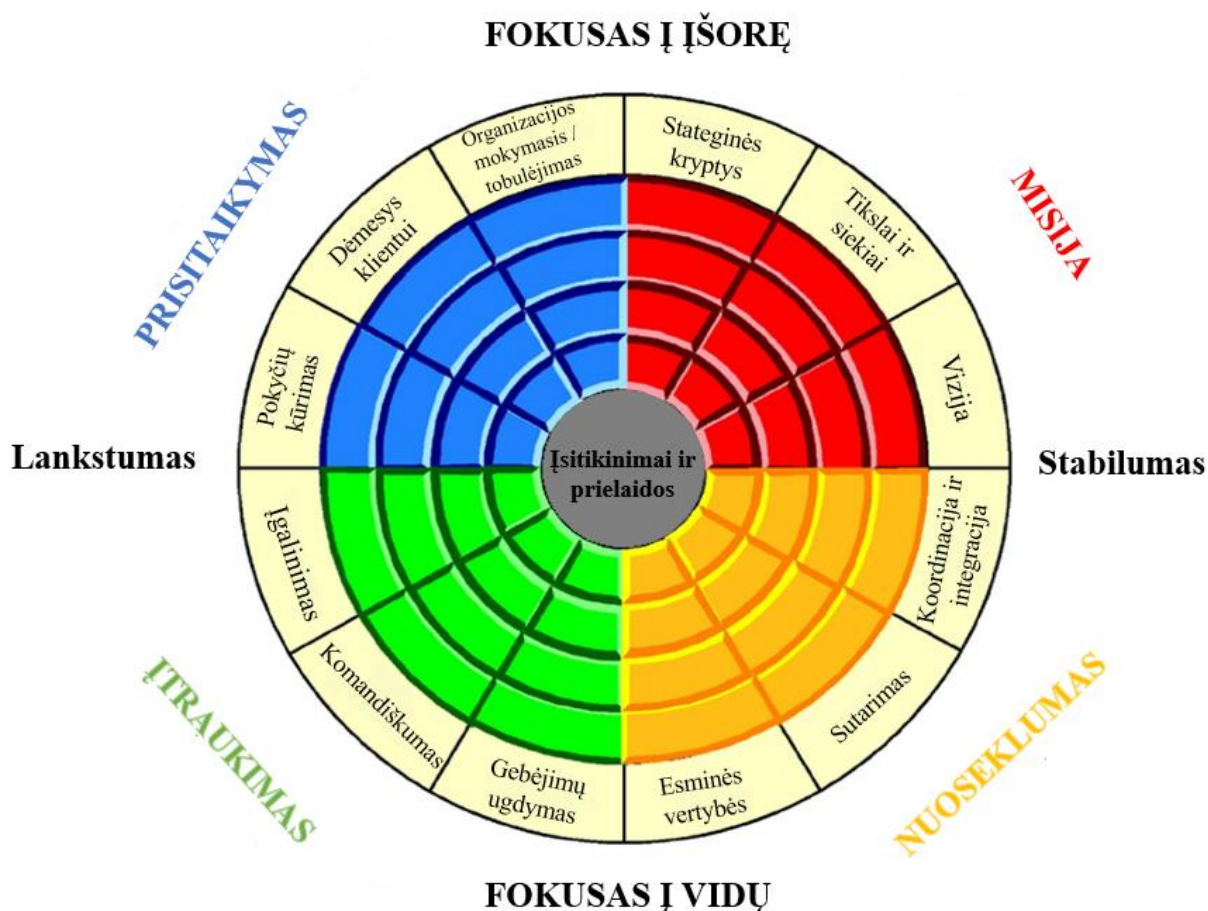 FOKUSAS Į IŠORĘ
PRISITAIKYMAS
MISIJA
Organizacijos
mokymasis /
tobulėjimas
Stateginės
kryptys
Dėmesys
klientui
Tikslai ir
siekiai
Pokyčių
kūrimas
Vizija
Lankstumas
Įsitikinimai ir
prielaidos
Stabilumas
Įgalinimas
Koordinacija ir
integracija
Komandiškumas
Sutarimas
Gebėjimų
ugdymas
Esminės
vertybės
ĮTRAUKIMAS
NUOSEKLUMAS
FOKUSAS Į VIDŲ